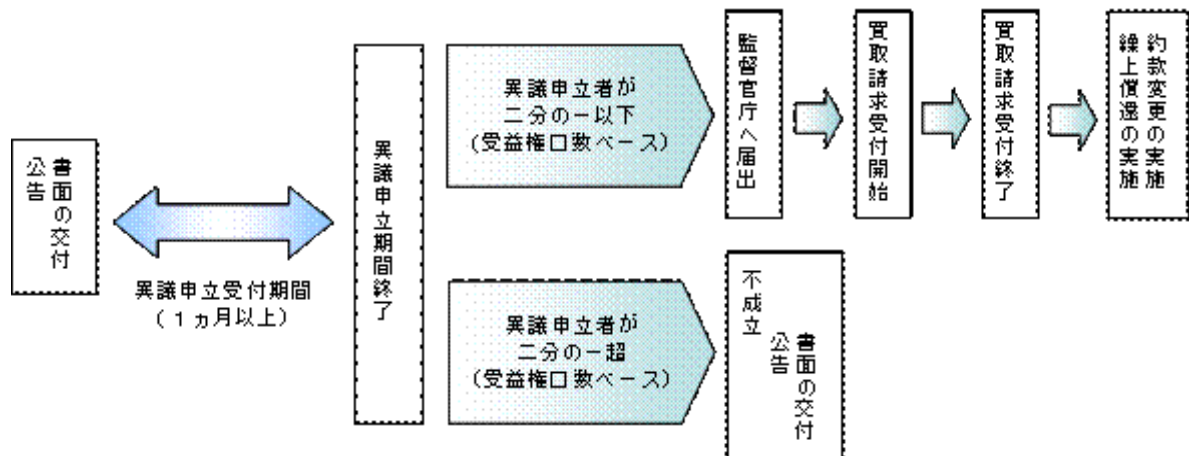 書面の交付
公告
異議申立受付期間
(1ヵ月以上)
異議申立期間終了
異議申立者が
二分の一以下
(受益権口数ベース)
監督官庁へ届出
買取請求受付開始
買取請求受付終了
約款変更の実施
繰上償還の実施
異議申立者が
二分の一超
(受益権口数ベース)
不成立
書面の交付
公告